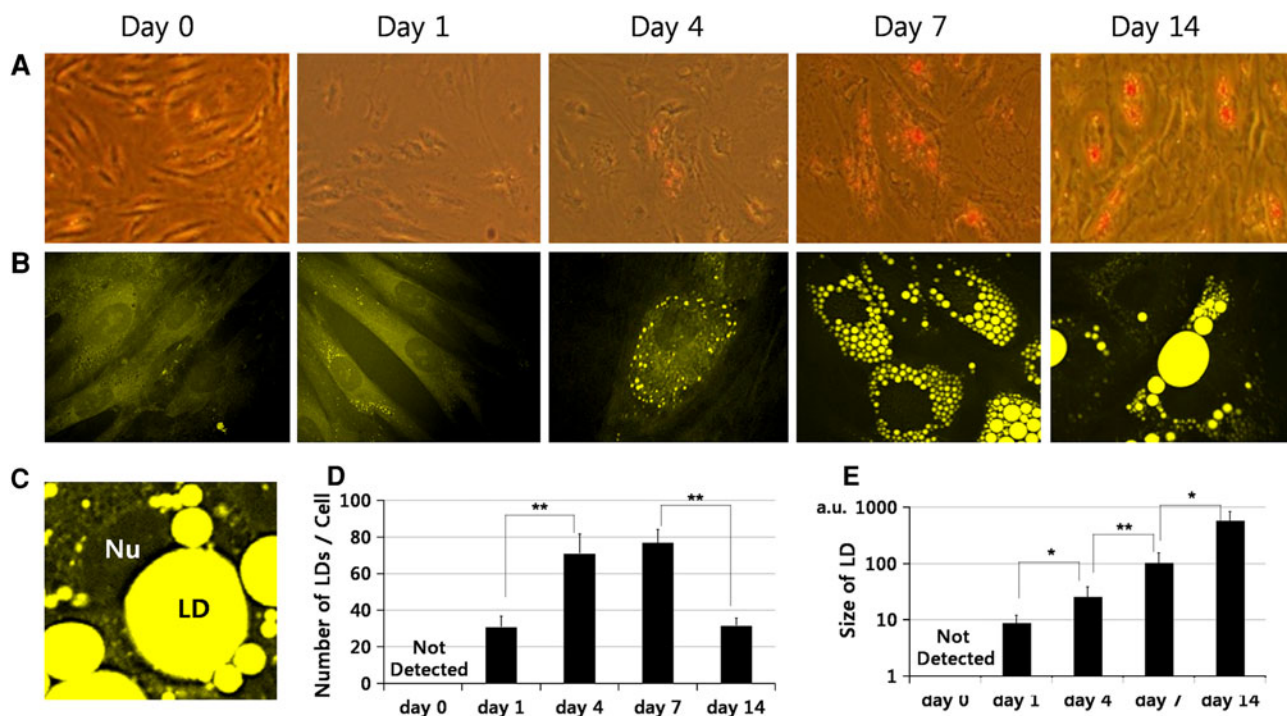 Day 0 Day 1 Day 4 Day 7 Day 14
A
B
C
Nu
LD
D
Number of LDs / Cell
100
80
60
40
20
0
Not
Detected
** **
day 0 day 1 day 4 day 7 day 14
E
a.u.
Size of LD
1000
100
10
1
Not
Detected
* ** *
day 0 day 1 day 4 day 7 day 14